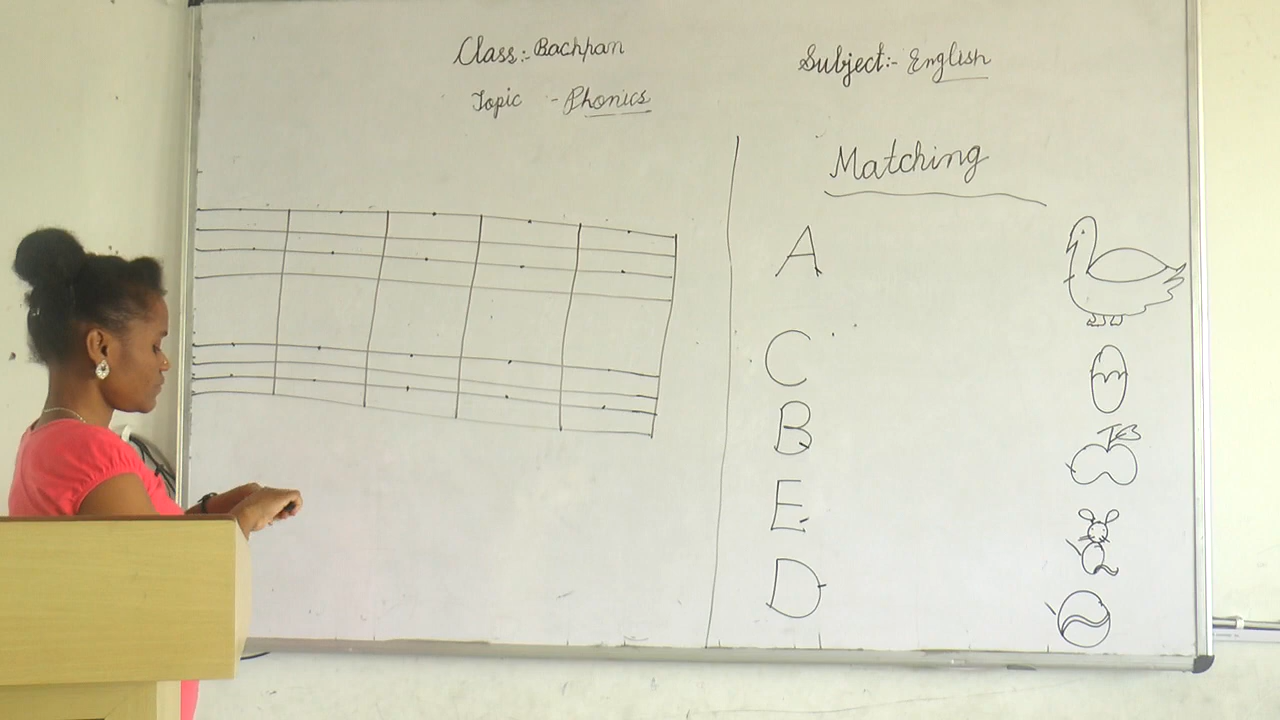 Class:- Bachpan
Subject:- English
Topic :- Phonics
Matching
A
C
B
E
D